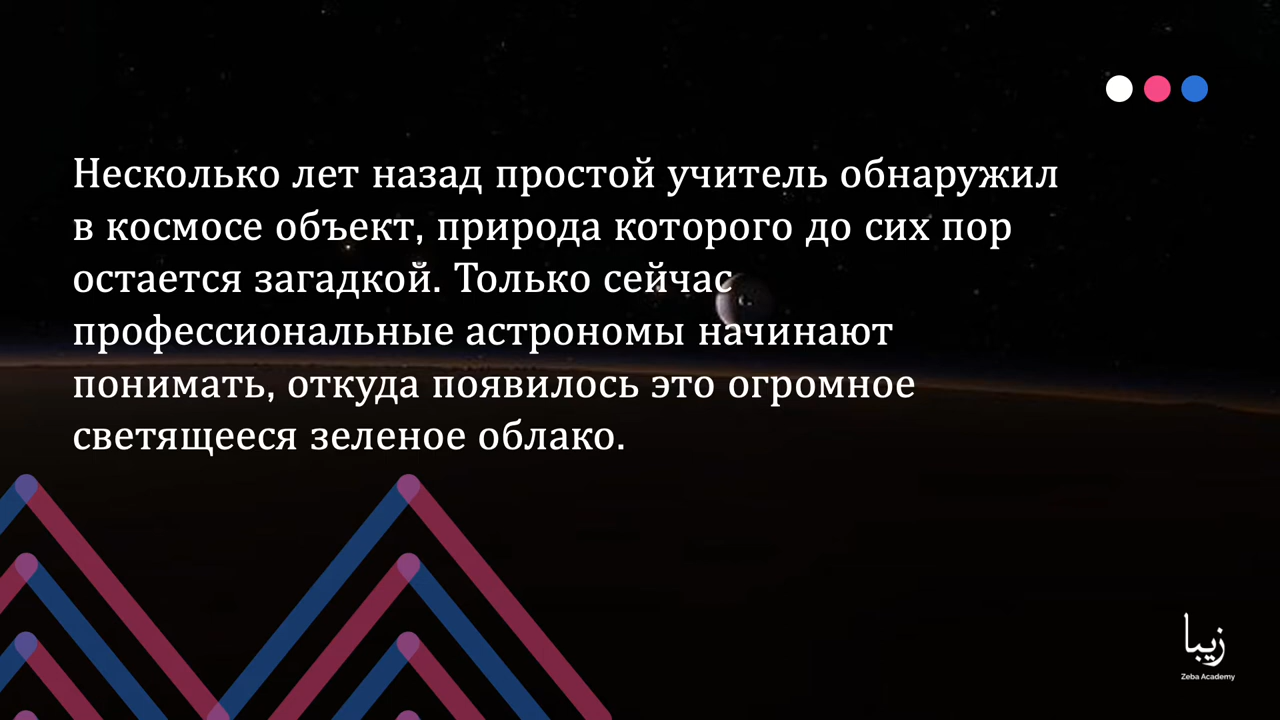 Несколько лет назад простой учитель обнаружил
в космосе объект, природа которого до сих пор
остается загадкой. Только сейчас
профессиональные астрономы начинают
понимать, откуда появилось это огромное
светящееся зеленое облако.
زیبا
Zeba Academy